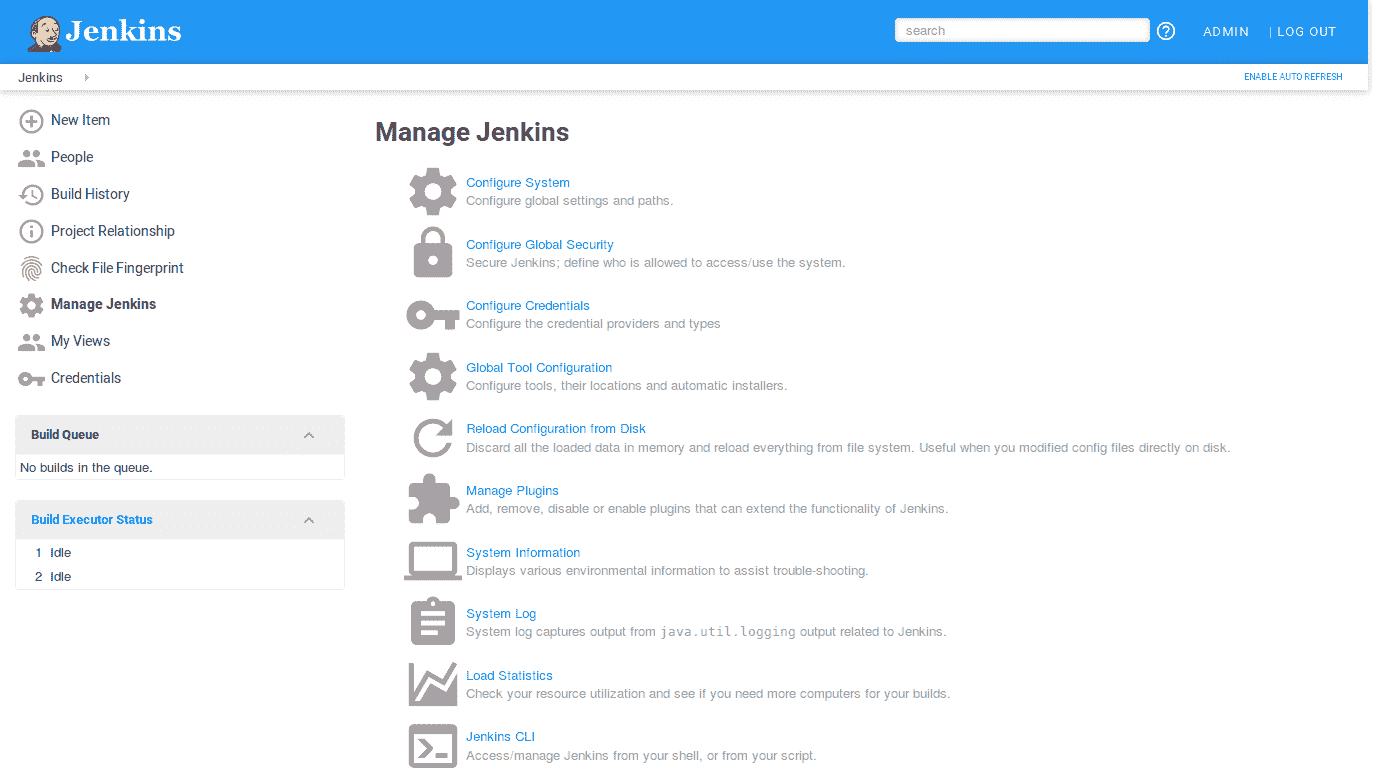 Jenkins
search
ADMIN
| LOG OUT
Jenkins
ENABLE AUTO REFRESH
New Item
People
Build History
Project Relationship
Check File Fingerprint
Manage Jenkins
My Views
Credentials
Build Queue
No builds in the queue.
Build Executor Status
1 Idle
2 Idle
Manage Jenkins
Configure System
Configure global settings and paths.
Configure Global Security
Secure Jenkins; define who is allowed to access/use the system.
Configure Credentials
Configure the credential providers and types
Global Tool Configuration
Configure tools, their locations and automatic installers.
Reload Configuration from Disk
Discard all the loaded data in memory and reload everything from file system. Useful when you modified config files directly on disk.
Manage Plugins
Add, remove, disable or enable plugins that can extend the functionality of Jenkins.
System Information
Displays various environmental information to assist trouble-shooting.
System Log
System log captures output from java.util.logging output related to Jenkins.
Load Statistics
Check your resource utilization and see if you need more computers for your builds.
Jenkins CLI
Access/manage Jenkins from your shell, or from your script.